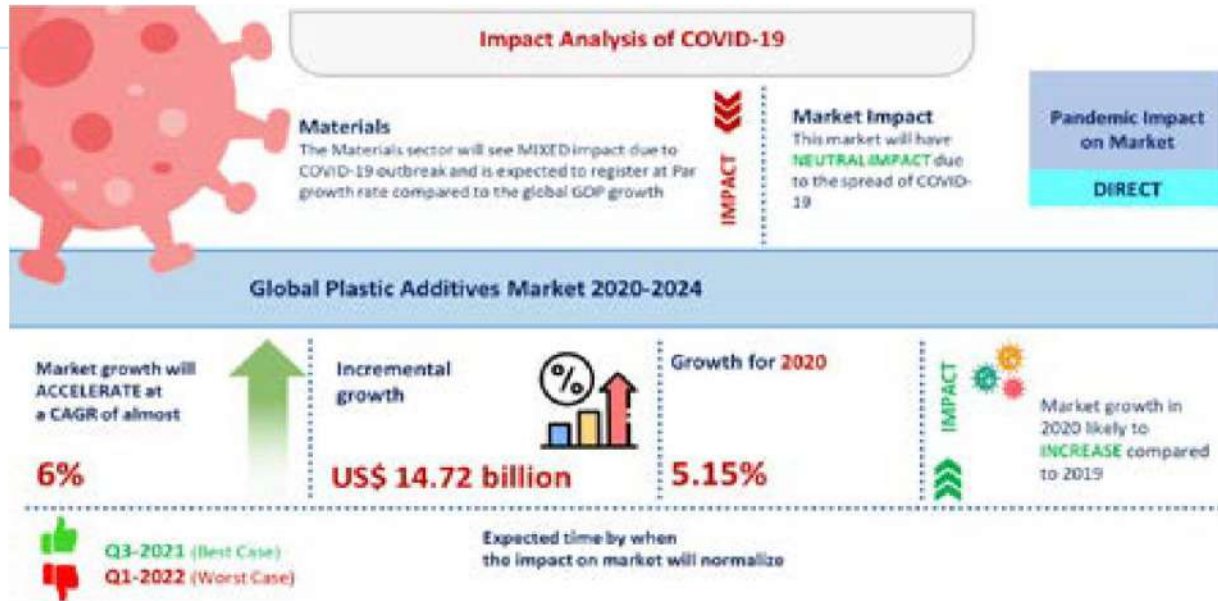 Impact Analysis of COVID-19
Materials
The Materials sector will see MIXED impact due to
COVID-19 outbreak and is expected to register at Par
growth rate compared to the global GDP growth
IMPACT
Market Impact
This market will have
NEUTRAL IMPACT due
to the spread of COVID-
19
Pandemic Impact
on Market
DIRECT
Global Plastic Additives Market 2020-2024
Market growth will
ACCELERATE at
a CAGR of almost
6%
Incremental
growth
%
US$ 14.72 billion
Growth for 2020
5.15%
IMPACT
Market growth in
2020 likely to
INCREASE compared
to 2019
Q3-2021 (Best Case)
Q1-2022 (Worst Case)
Expected time by when
the impact on market will normalize